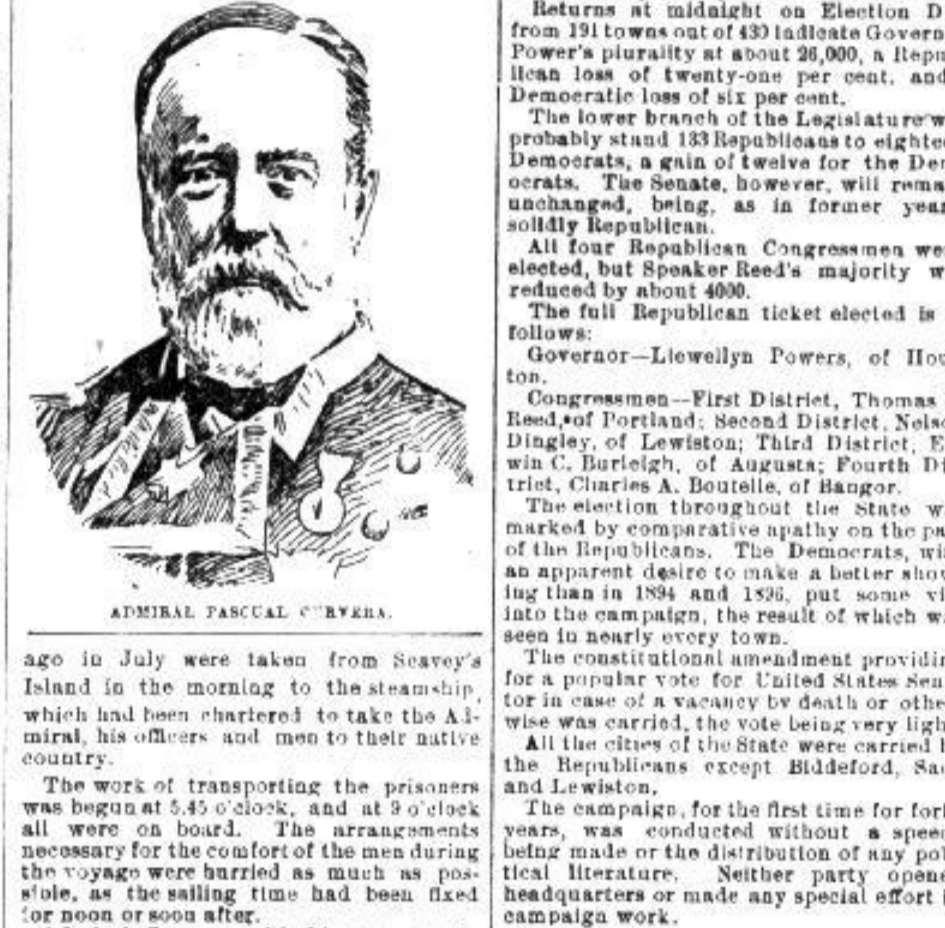 ADMIRAL PASCUAL CERVERA.
ago in July were taken from Seavey's
Island in the morning to the steamship,
which had been chartered to take the Ad-
miral, his officers and men to their native
country.
The work of transporting the prisoners
was begun at 5.45 o'clock, and at 9 o'clock
all were on board. The arrangements
necessary for the comfort of the men during
the voyage were hurried as much as pos-
sible, as the sailing time had been fixed
for noon or soon after.
Returns at midnight on Election D
from 191 towns out of 430 indicate Govern
Power's plurality at about 26,000, a Repu
lican loss of twenty-one per cent. and
Democratic loss of six per cent.
The lower branch of the Legislature w
probably stand 133 Republicans to eightee
Democrats, a gain of twelve for the Dem
ocrats. The Senate, however, will rema
unchanged, being, as in former year
solidly Republican.
All four Republican Congressmen we
elected, but Speaker Reed's majority w
reduced by about 4000.
The full Republican ticket elected is
follows:
Governor—Llewellyn Powers, of Hou
ton.
Congressmen—First District, Thomas
Reed, of Portland; Second District, Nelso
Dingley, of Lewiston; Third District, E
win C. Burleigh, of Augusta; Fourth Di
trict, Charles A. Boutelle, of Bangor.
The election throughout the State w
marked by comparative apathy on the pa
of the Republicans. The Democrats, wit
an apparent desire to make a better show
ing than in 1894 and 1896, put some vi
into the campaign, the result of which w
seen in nearly every town.
The constitutional amendment providin
for a popular vote for United States Sen
tor in case of a vacancy by death or othe
wise was carried, the vote being very ligh
All the cities of the State were carried b
the Republicans except Biddeford, Sac
and Lewiston.
The campaign, for the first time for fort
years, was conducted without a speec
being made or the distribution of any pol
tical literature. Neither party opene
headquarters or made any special effort i
campaign work.